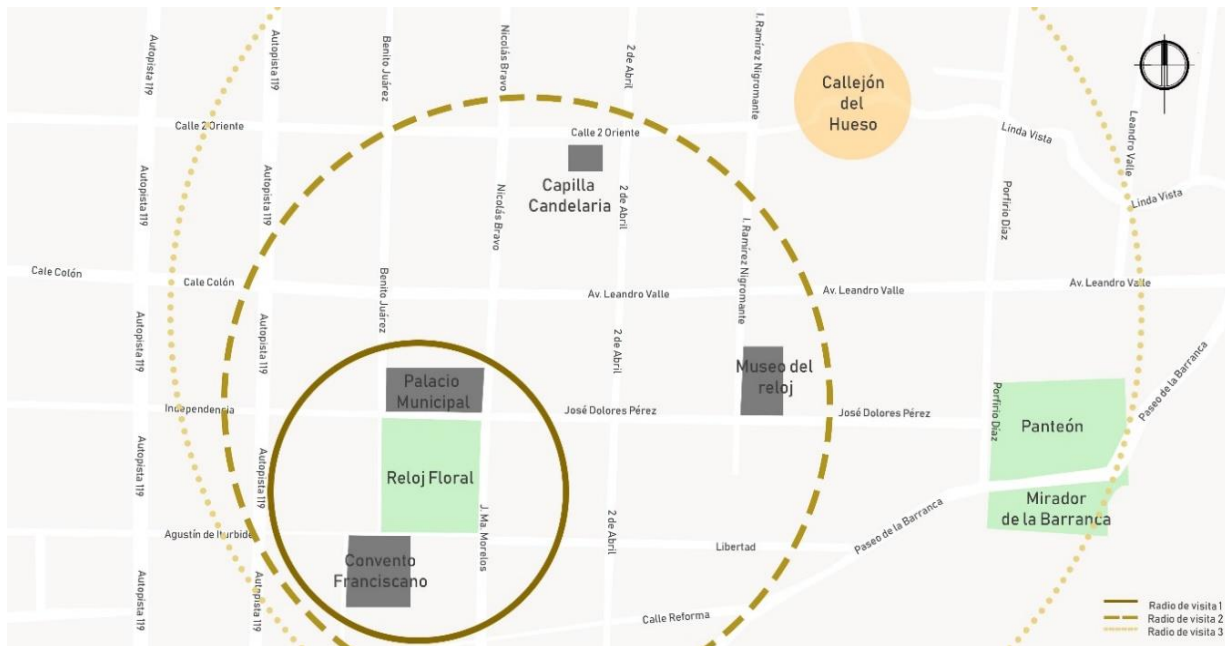 Autopista 119
Autopista 119
Benito Juárez
Nicolás Bravo
2 de Abril
I. Ramírez Nigromante
Callejón
del
Hueso
Leandro Valle
Calle 2 Oriente
Calle 2 Oriente
Linda Vista
Autopista 119
Autopista 119
Capilla
Candelaria
Nicolás Bravo
2 de Abril
I. Ramírez Nigromante
Porfirio Díaz
Linda Vista
Cale Colón
Cale Colón
Benito Juárez
Av. Leandro Valle
Av. Leandro Valle
Av. Leandro Valle
Autopista 119
Autopista 119
2 de Abril
Palacio
Municipal
Museo del
reloj
Paseo de la Barranca
Independencia
José Dolores Pérez
José Dolores Pérez
Porfirio Díaz
Panteón
Autopista 119
Autopista 119
Reloj Floral
J. Ma. Morelos
2 de Abril
Mirador
de la Barranca
Paseo de la Barranca
Agustín de Iturbide
Libertad
Convento
Franciscano
Autopista 119
Autopista 119
Calle Reforma
Radio de visita 1
Radio de visita 2
Radio de visita 3